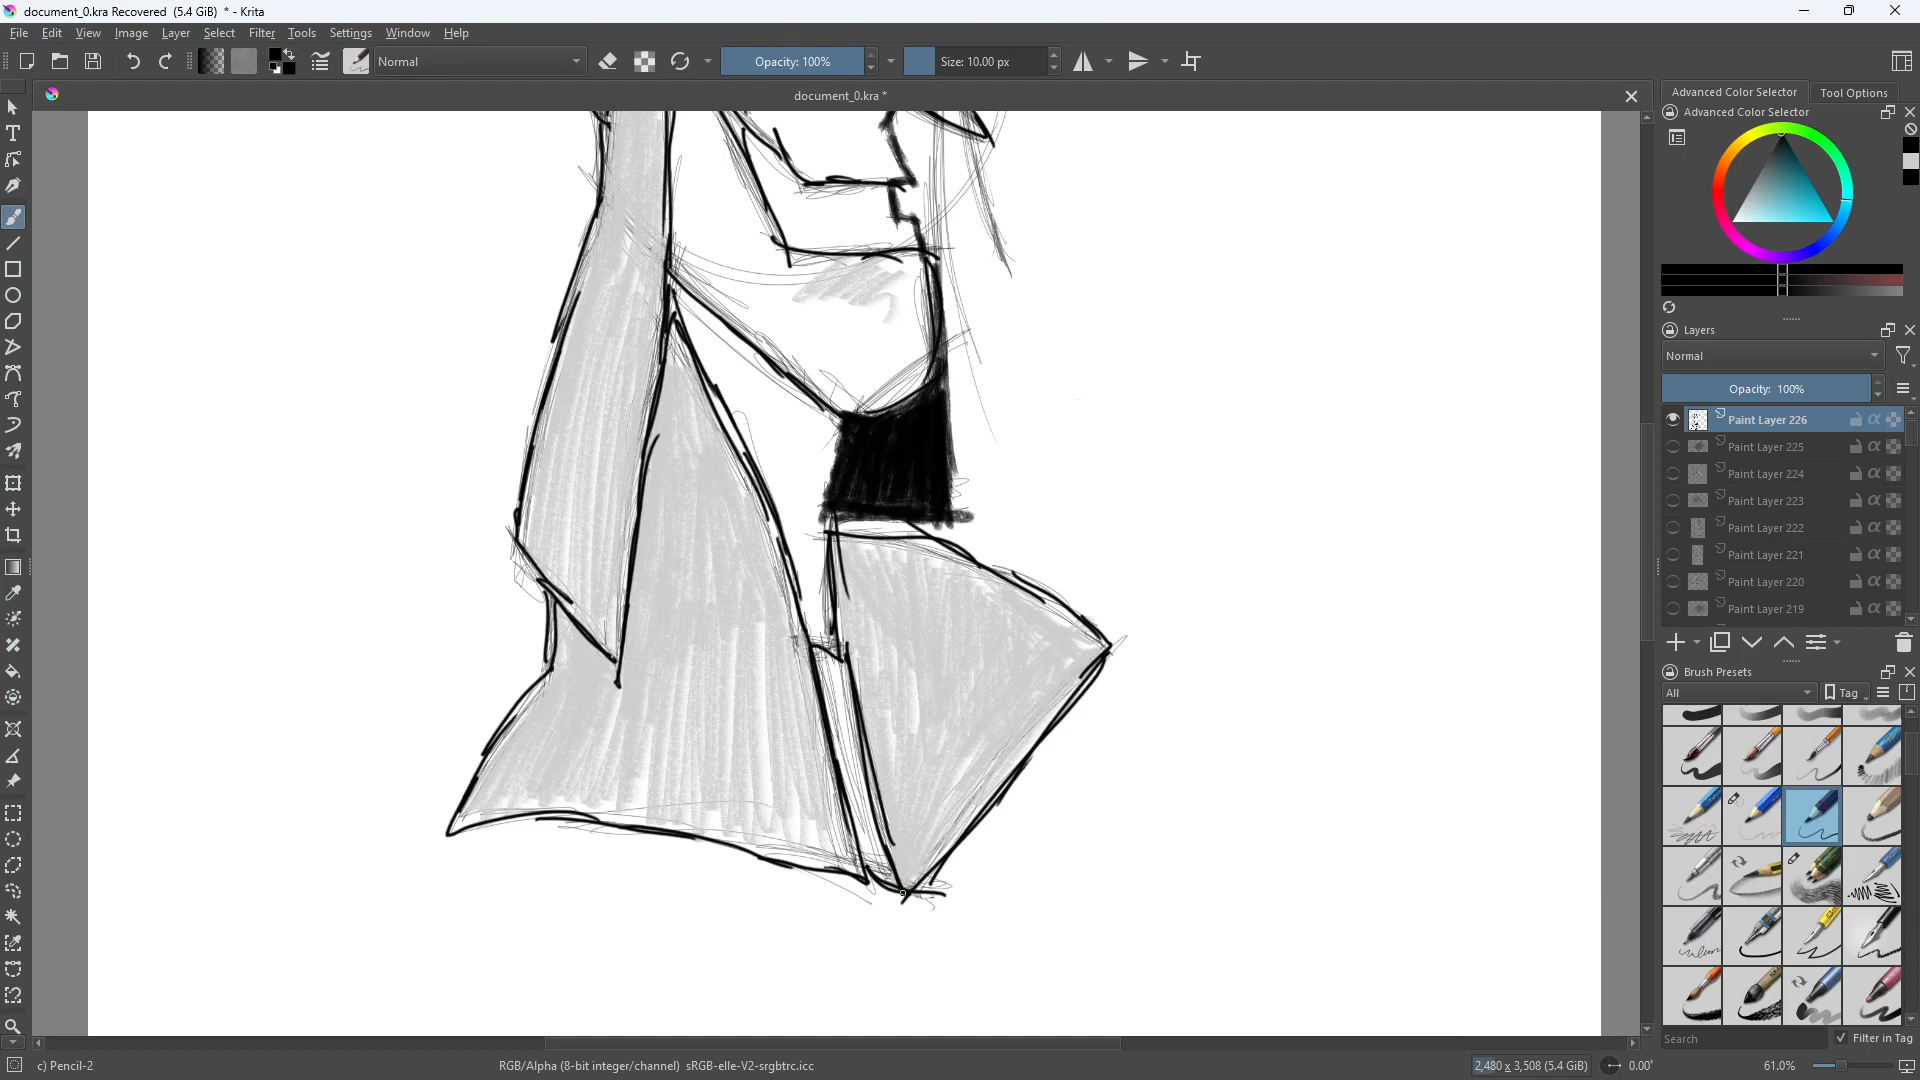 document_0.kra Recovered (5.4 GiB) * - Krita
File Edit View Image Layer Select Filter Tools Settings Window Help
Normal
Opacity: 100%
Size: 10.00 px
document_0.kra *
Advanced Color Selector
Tool Options
Advanced Color Selector
Layers
Normal
Opacity: 100%
Paint Layer 226
Paint Layer 225
Paint Layer 224
Paint Layer 223
Paint Layer 222
Paint Layer 221
Paint Layer 220
Paint Layer 219
Brush Presets
All
Tag
Search
Filter in Tag
c) Pencil-2
RGB/Alpha (8-bit integer/channel) sRGB-elle-V2-srgbtrc.icc
2,480 x 3,508 (5.4 GiB)
0.00°
61.0%